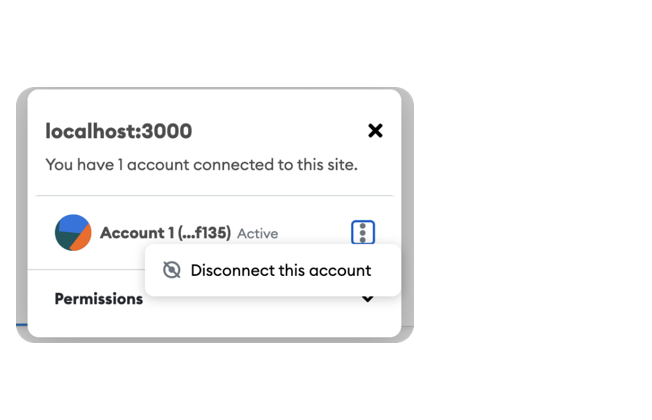 localhost:3000
You have 1 account connected to this site.
Account 1 (...f135) Active
Disconnect this account
Permissions